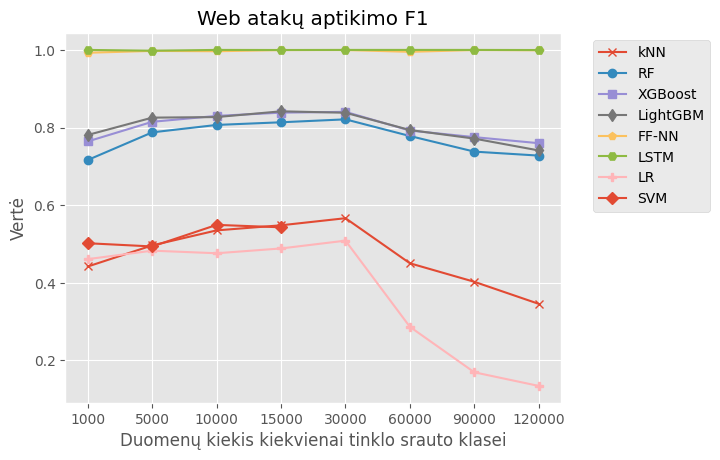 Web atakų aptikimo F1
1.0
0.8
0.6
0.4
0.2
Vertė
1000 5000 10000 15000 30000 60000 90000 120000
Duomenų kiekis kiekvienai tinklo srauto klasei
kNN
RF
XGBoost
LightGBM
FF-NN
LSTM
LR
SVM